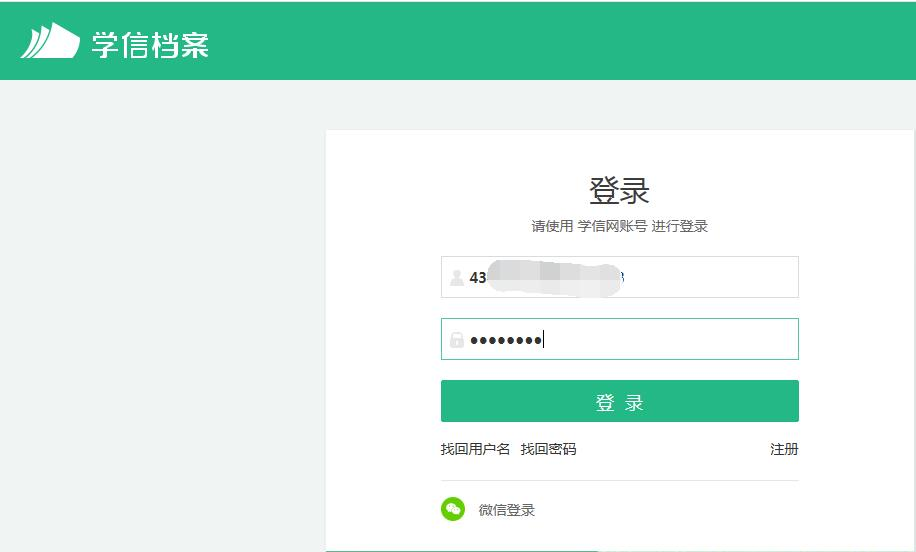 学信档案
登录
请使用 学信网账号 进行登录
43
••••••••
登 录
找回用户名 找回密码 注册
微信登录